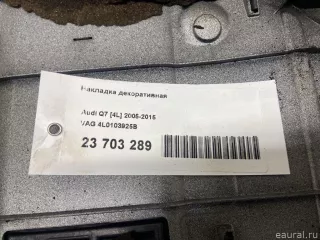 Накладка декоративная
Audi Q7 [4L] 2005-2015
VAG 4L0103925B
23 703 289
eaural.ru